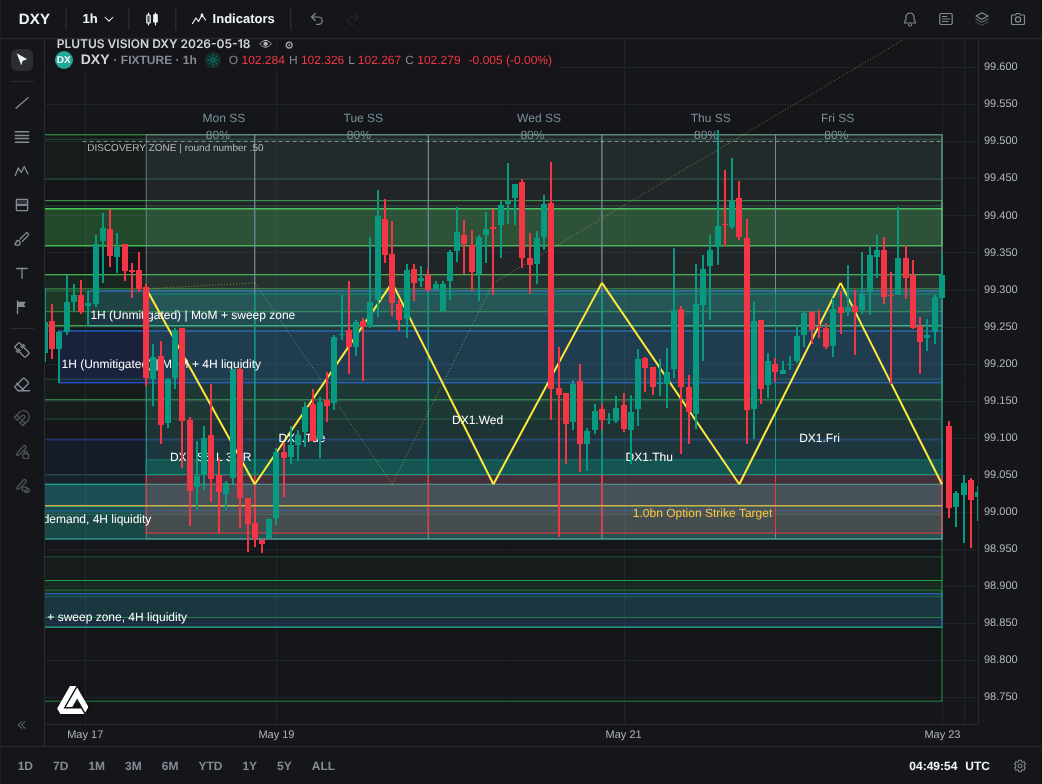 DXY 1h Indicators
PLUTUS VISION DXY 2026-05-18
DX DXY · FIXTURE · 1h O 102.284 H 102.326 L 102.267 C 102.279 -0.005 (-0.00%)
Mon SS
80%
Tue SS
80%
Wed SS
80%
Thu SS
80%
Fri SS
80%
DISCOVERY ZONE | round number .50
1H (Unmitigated) | MoM + sweep zone
1H (Unmitigated) | MoM + 4H liquidity
DX1.Wed
DX1.Tue
DX1.Fri
DX1.Thu
1.0bn Option Strike Target
demand, 4H liquidity
+ sweep zone, 4H liquidity
99.600
99.550
99.500
99.450
99.400
99.350
99.300
99.250
99.200
99.150
99.100
99.050
99.000
98.950
98.900
98.850
98.800
98.750
May 17
May 19
May 21
May 23
1D 7D 1M 3M 6M YTD 1Y 5Y ALL
04:49:54 UTC